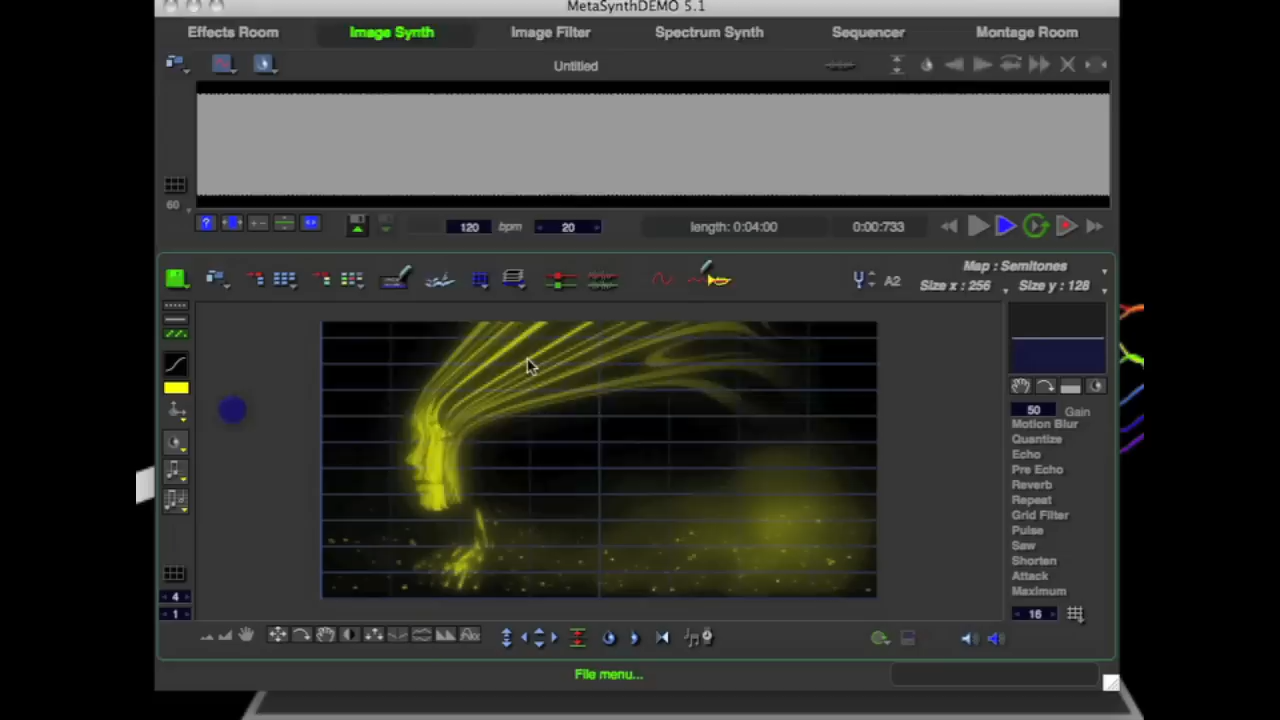 MetaSynthDEMO 5.1
Effects Room Image Synth Image Filter Spectrum Synth Sequencer Montage Room
Untitled
60
?
120 bpm 20 length: 0:04:00 0:00:733
A2
Map : Semitones
Size x : 256 Size y : 128
50 Gain
Motion Blur
Quantize
Echo
Pre Echo
Reverb
Repeat
Grid Filter
Pulse
Saw
Shorten
Attack
Maximum
4
1
16
File menu...